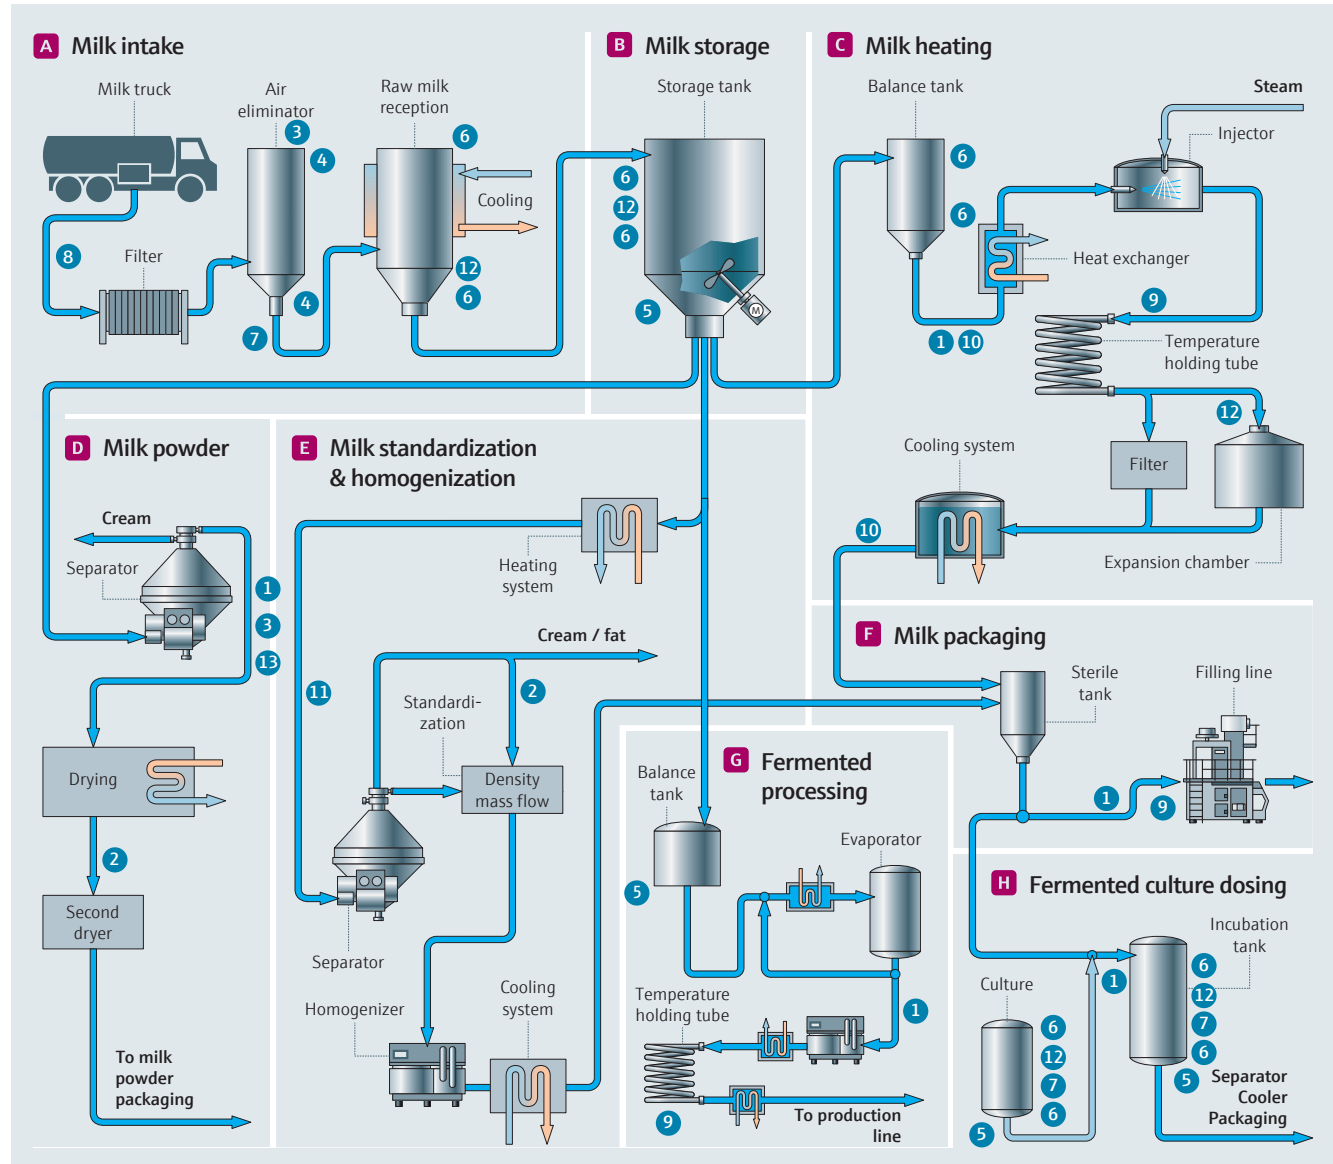 A Milk intake
Milk truck
Air
eliminator
Raw milk
reception
3
4
6
Cooling
8
Filter
4
7
12
6
B Milk storage
Storage tank
6
12
6
5
M
C Milk heating
Balance tank
Steam
Injector
6
6
Heat exchanger
9
1 10
Temperature
holding tube
12
Cooling system
Filter
10
Expansion chamber
D Milk powder
Cream
Separator
1
3
13
Drying
2
Second
dryer
To milk
powder
packaging
E Milk standardization
& homogenization
Heating
system
Cream / fat
11
2
Standardi-
zation
Density
mass flow
Separator
Homogenizer
Cooling
system
F Milk packaging
Sterile
tank
Filling line
1
9
G Fermented
processing
Balance
tank
Evaporator
5
Temperature
holding tube
1
9
To production
line
H Fermented culture dosing
Incubation
tank
Culture
1
6
12
7
6
5
6
12
7
6
5
Separator
Cooler
Packaging